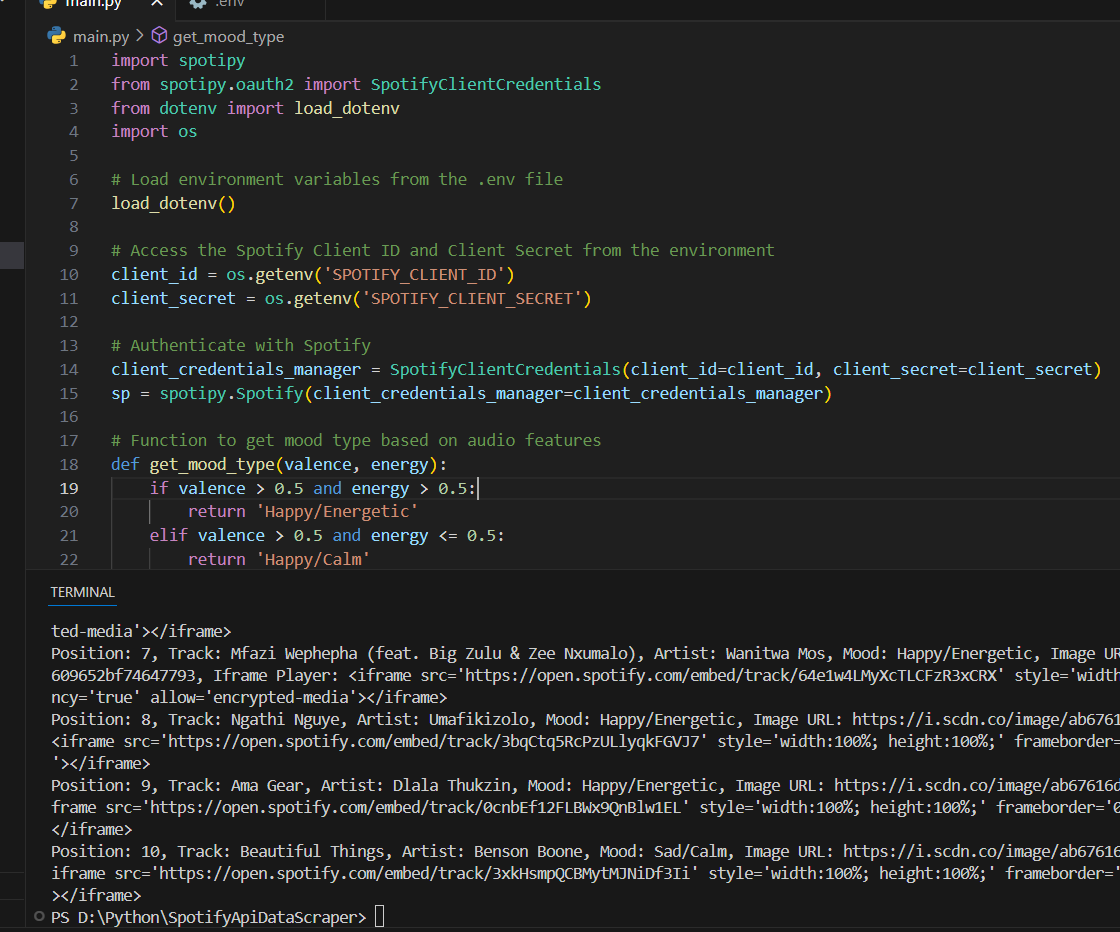 main.py × .env
main.py > get_mood_type
1 import spotipy
2 from spotipy.oauth2 import SpotifyClientCredentials
3 from dotenv import load_dotenv
4 import os
5
6 # Load environment variables from the .env file
7 load_dotenv()
8
9 # Access the Spotify Client ID and Client Secret from the environment
10 client_id = os.getenv('SPOTIFY_CLIENT_ID')
11 client_secret = os.getenv('SPOTIFY_CLIENT_SECRET')
12
13 # Authenticate with Spotify
14 client_credentials_manager = SpotifyClientCredentials(client_id=client_id, client_secret=client_secret)
15 sp = spotipy.Spotify(client_credentials_manager=client_credentials_manager)
16
17 # Function to get mood type based on audio features
18 def get_mood_type(valence, energy):
19 if valence > 0.5 and energy > 0.5:
20 return 'Happy/Energetic'
21 elif valence > 0.5 and energy <= 0.5:
22 return 'Happy/Calm'
TERMINAL
ted-media'></iframe>
Position: 7, Track: Mfazi Wephepha (feat. Big Zulu & Zee Nxumalo), Artist: Wanitwa Mos, Mood: Happy/Energetic, Image UR
609652bf74647793, Iframe Player: <iframe src='https://open.spotify.com/embed/track/64e1w4LMyXcTLCFzR3xCRX' style='width
ncy='true' allow='encrypted-media'></iframe>
Position: 8, Track: Ngathi Nguye, Artist: Umafikizolo, Mood: Happy/Energetic, Image URL: https://i.scdn.co/image/ab6761
<iframe src='https://open.spotify.com/embed/track/3bqCtq5RcPzULlyqkFGVJ7' style='width:100%; height:100%;' frameborder=
'></iframe>
Position: 9, Track: Ama Gear, Artist: Dlala Thukzin, Mood: Happy/Energetic, Image URL: https://i.scdn.co/image/ab67616d
frame src='https://open.spotify.com/embed/track/0cnbEf12FLBWx9QnBlw1EL' style='width:100%; height:100%;' frameborder='0
</iframe>
Position: 10, Track: Beautiful Things, Artist: Benson Boone, Mood: Sad/Calm, Image URL: https://i.scdn.co/image/ab67616
iframe src='https://open.spotify.com/embed/track/3xkHsmpQCBMytMJNiDf3Ii' style='width:100%; height:100%;' frameborder='
></iframe>
PS D:\Python\SpotifyApiDataScraper>